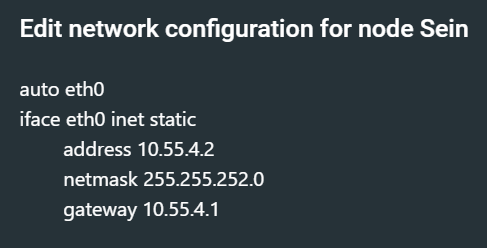 Edit network configuration for node Sein
auto eth0
iface eth0 inet static
address 10.55.4.2
netmask 255.255.252.0
gateway 10.55.4.1